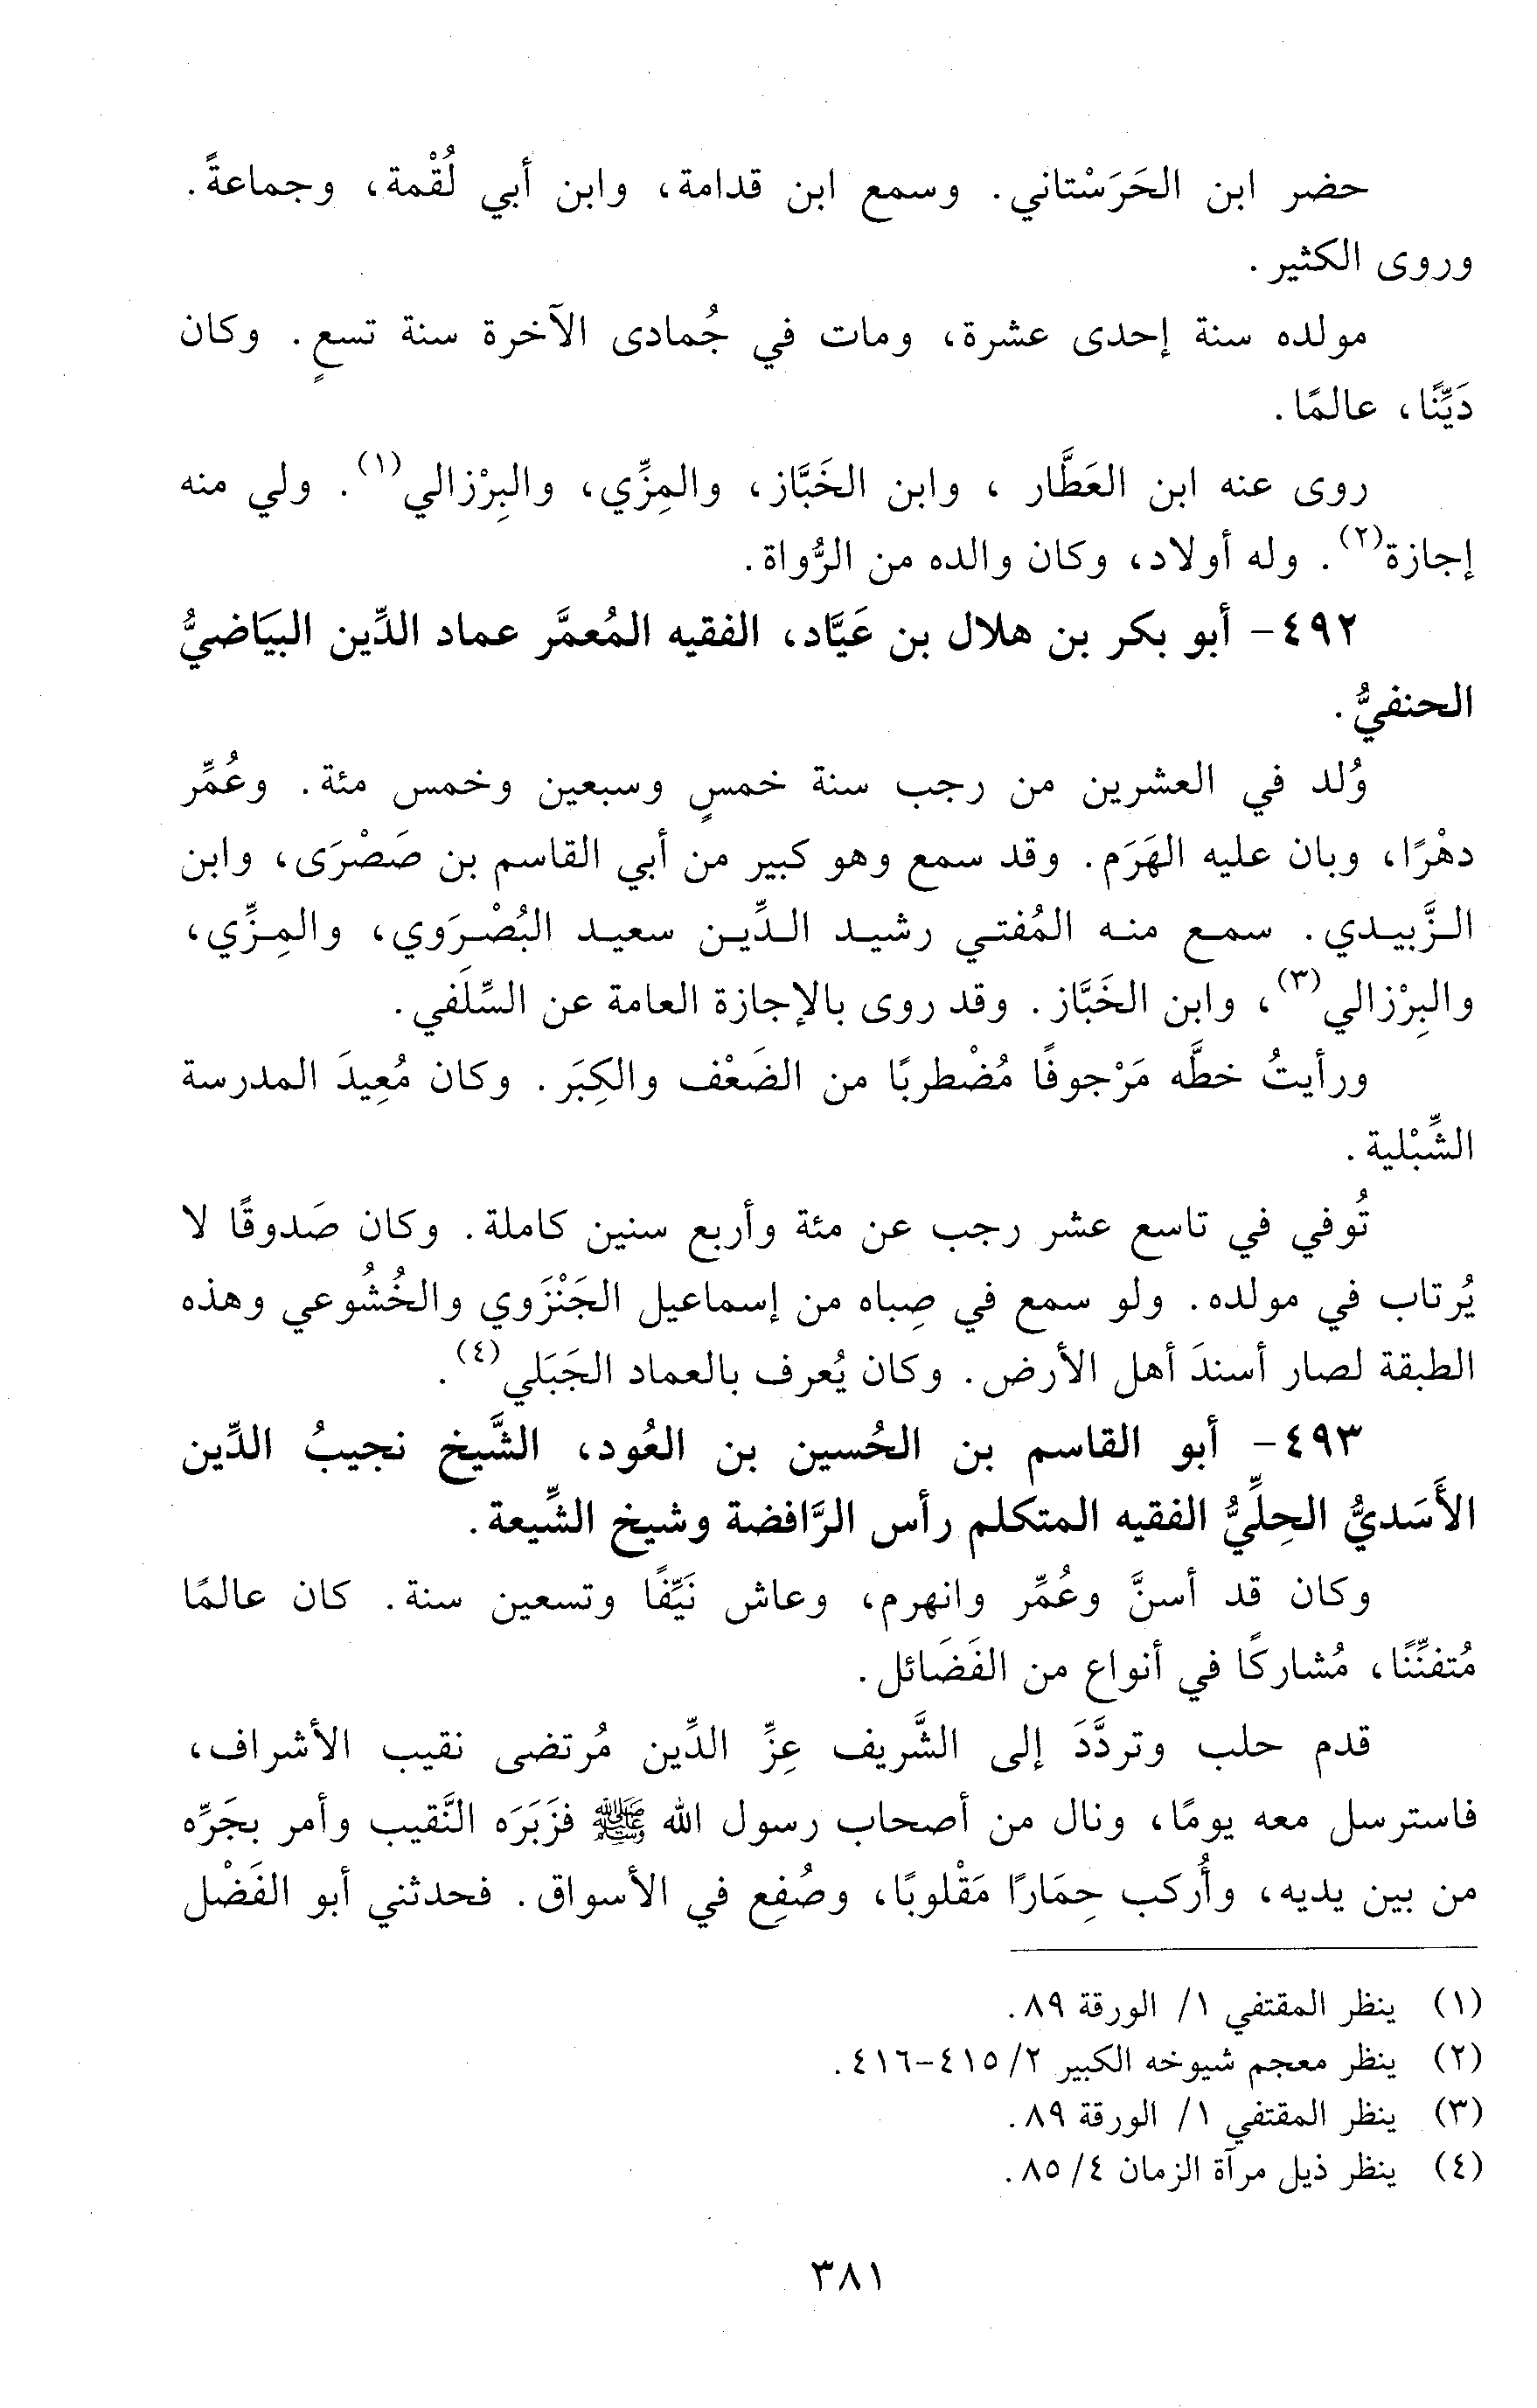 حضر ابن الحَرَسْتاني. وسمع ابن قدامة، وابن أبي لُقْمة، وجماعةً.
وروى الكثير.
مولده سنة إحدى عشرة، ومات في جُمادى الآخرة سنة تسعٍ. وكان
دَيِّنًا، عالمًا.
روى عنه ابن العَطَّار ، وابن الخَبَّاز، والمِزِّي، والبِرْزالي(١). ولي منه
إجازة(٢). وله أولاد، وكان والده من الرُّواة.
٤٩٢- أبو بكر بن هلال بن عَيَّاد، الفقيه المُعمَّر عماد الدِّين البيَاضيُّ
الحنفيُّ.
وُلد في العشرين من رجب سنة خمسٍ وسبعين وخمس مئة. وعُمِّر
دهْرًا، وبان عليه الهَرَم. وقد سمع وهو كبير من أبي القاسم بن صَصْرَى، وابن
الزَّبيدي. سمع منه المُفتي رشيد الدِّين سعيد البُصْرَوي، والمِزِّي،
والبِرْزالي(٣)، وابن الخَبَّاز. وقد روى بالإجازة العامة عن السِّلَفي.
ورأيتُ خطَّه مَرْجوفًا مُضْطربًا من الضَعْف والكِبَر. وكان مُعِيدَ المدرسة
الشِّبْلية.
تُوفي في تاسع عشر رجب عن مئة وأربع سنين كاملة. وكان صَدوقًا لا
يُرتاب في مولده. ولو سمع في صِباه من إسماعيل الجَنْزَوي والخُشُوعي وهذه
الطبقة لصار أسندَ أهل الأرض. وكان يُعرف بالعماد الجَبَلي(٤).
٤٩٣- أبو القاسم بن الحُسين بن العُود، الشَّيخ نجيبُ الدِّين
الأَسَديُّ الحِلِّيُّ الفقيه المتكلم رأس الرَّافضة وشيخ الشِّيعة.
وكان قد أسنَّ وعُمِّر وانهرم، وعاش نَيِّفًا وتسعين سنة. كان عالمًا
مُتفنِّنًا، مُشاركًا في أنواع من الفَضَائل.
قدم حلب وتردَّدَ إلى الشَّريف عِزِّ الدِّين مُرتضى نقيب الأشراف،
فاسترسل معه يومًا، ونال من أصحاب رسول الله ﷺ فزَبَرَه النَّقيب وأمر بجَرِّه
من بين يديه، وأُركب حِمَارًا مَقْلوبًا، وصُفِع في الأسواق. فحدثني أبو الفَضْل
(١) ينظر المقتفي ١/ الورقة ٨٩.
(٢) ينظر معجم شيوخه الكبير ٢/ ٤١٥-٤١٦.
(٣) ينظر المقتفي ١/ الورقة ٨٩.
(٤) ينظر ذيل مرآة الزمان ٤/ ٨٥.
٣٨١